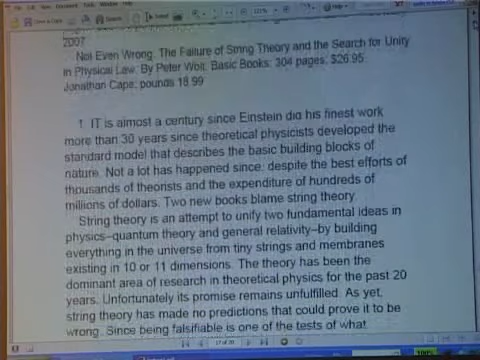 2007
Not Even Wrong: The Failure of String Theory and the Search for Unity
in Physical Law. By Peter Woit. Basic Books: 304 pages: $26.95.
Jonathan Cape: pounds 18.99
1 IT is almost a century since Einstein did his finest work
more than 30 years since theoretical physicists developed the
standard model that describes the basic building blocks of
nature. Not a lot has happened since: despite the best efforts of
thousands of theorists and the expenditure of hundreds of
millions of dollars. Two new books blame string theory
String theory is an attempt to unify two fundamental ideas in
physics–quantum theory and general relativity–by building
everything in the universe from tiny strings and membranes
existing in 10 or 11 dimensions. The theory has been the
dominant area of research in theoretical physics for the past 20
years. Unfortunately its promise remains unfulfilled. As yet,
string theory has made no predictions that could prove it to be
wrong. Since being falsifiable is one of the tests of what